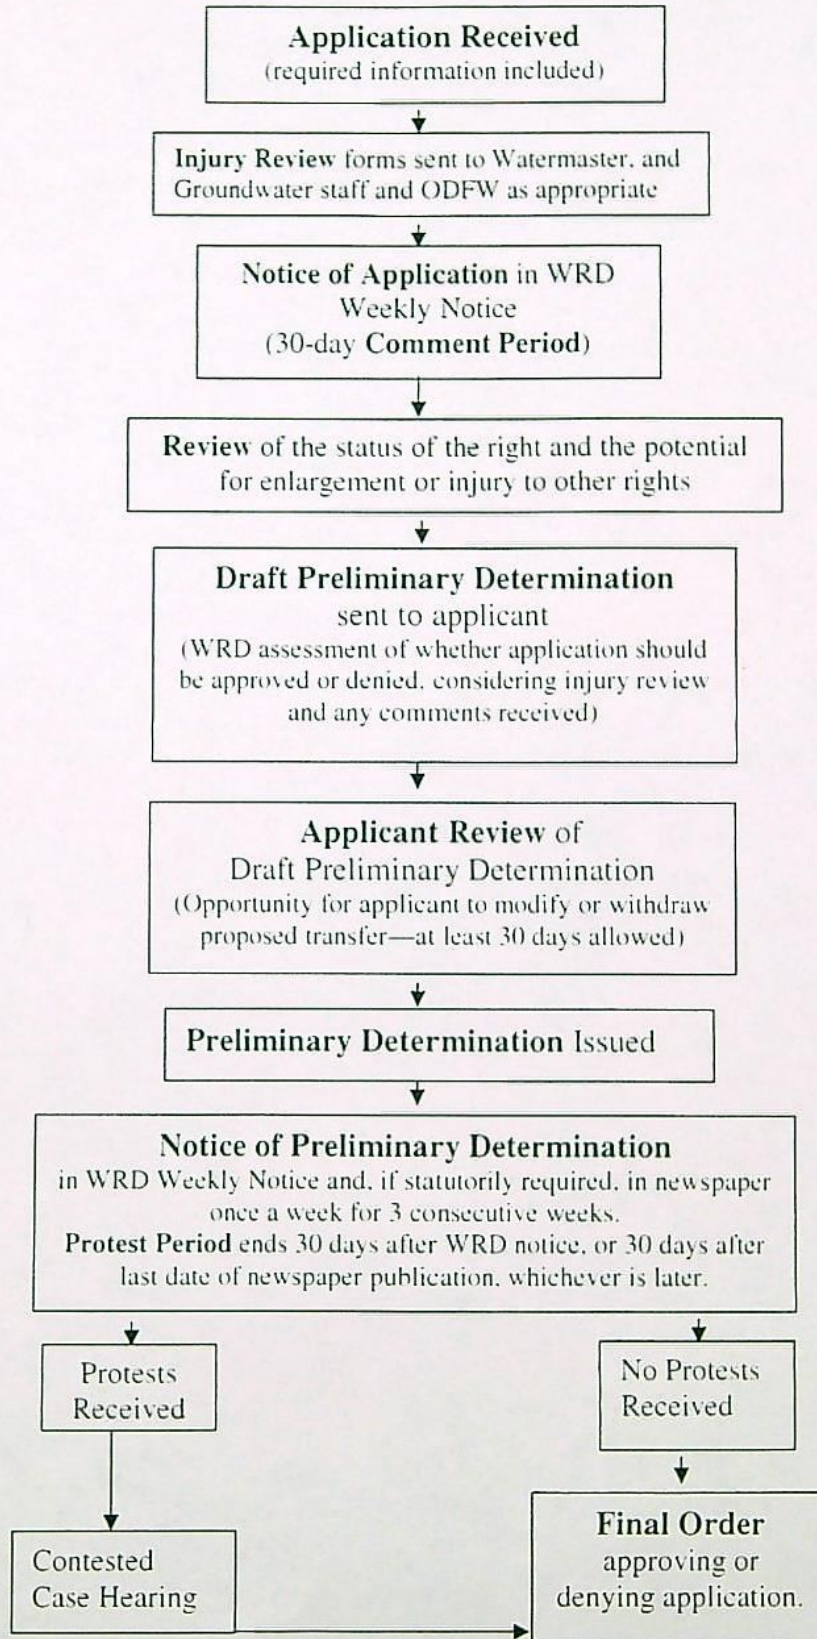 Application Received
(required information included)
Injury Review forms sent to Watermaster, and
Groundwater staff and ODFW as appropriate
Notice of Application in WRD
Weekly Notice
(30-day Comment Period)
Review of the status of the right and the potential
for enlargement or injury to other rights
Draft Preliminary Determination
sent to applicant
(WRD assessment of whether application should
be approved or denied, considering injury review
and any comments received)
Applicant Review of
Draft Preliminary Determination
(Opportunity for applicant to modify or withdraw
proposed transfer—at least 30 days allowed)
Preliminary Determination Issued
Notice of Preliminary Determination
in WRD Weekly Notice and, if statutorily required, in newspaper
once a week for 3 consecutive weeks.
Protest Period ends 30 days after WRD notice, or 30 days after
last date of newspaper publication, whichever is later.
Protests
Received
No Protests
Received
Contested
Case Hearing
Final Order
approving or
denying application.